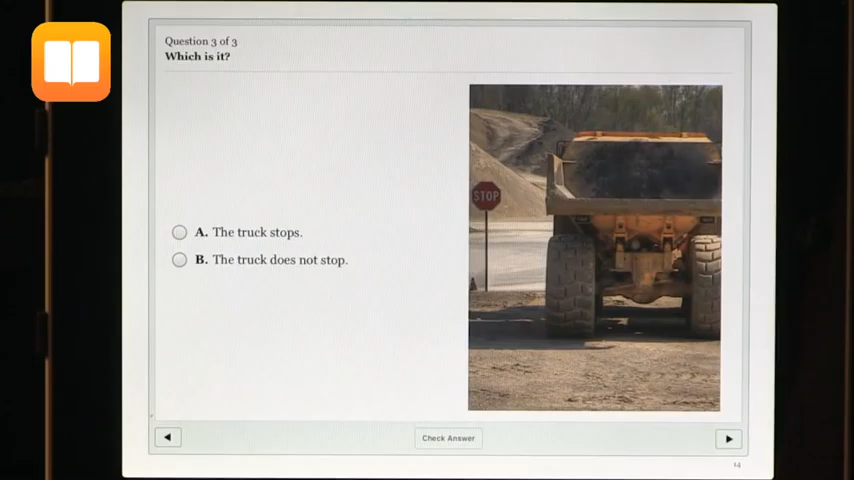 Question 3 of 3
Which is it?
STOP
A. The truck stops.
B. The truck does not stop.
Check Answer
14